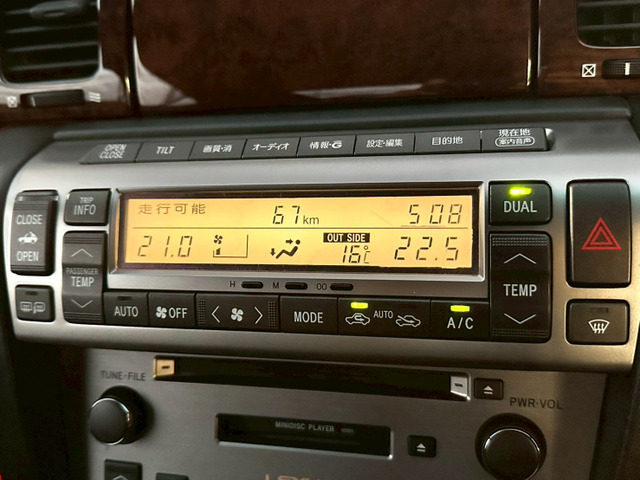 OPEN
CLOSE
TILT
画質・消
オーディオ
情報・G
設定・編集
目的地
現在地
(案内音声)
CLOSE
OPEN
TRIP
INFO
走行可能 67km 5:08
DUAL
21.0 OUT SIDE 16℃ 22.5
PASSENGER
TEMP
TEMP
H M :00
AUTO
OFF
MODE
AUTO
A/C
TUNE・FILE
PWR・VOL
MINIDISC PLAYER